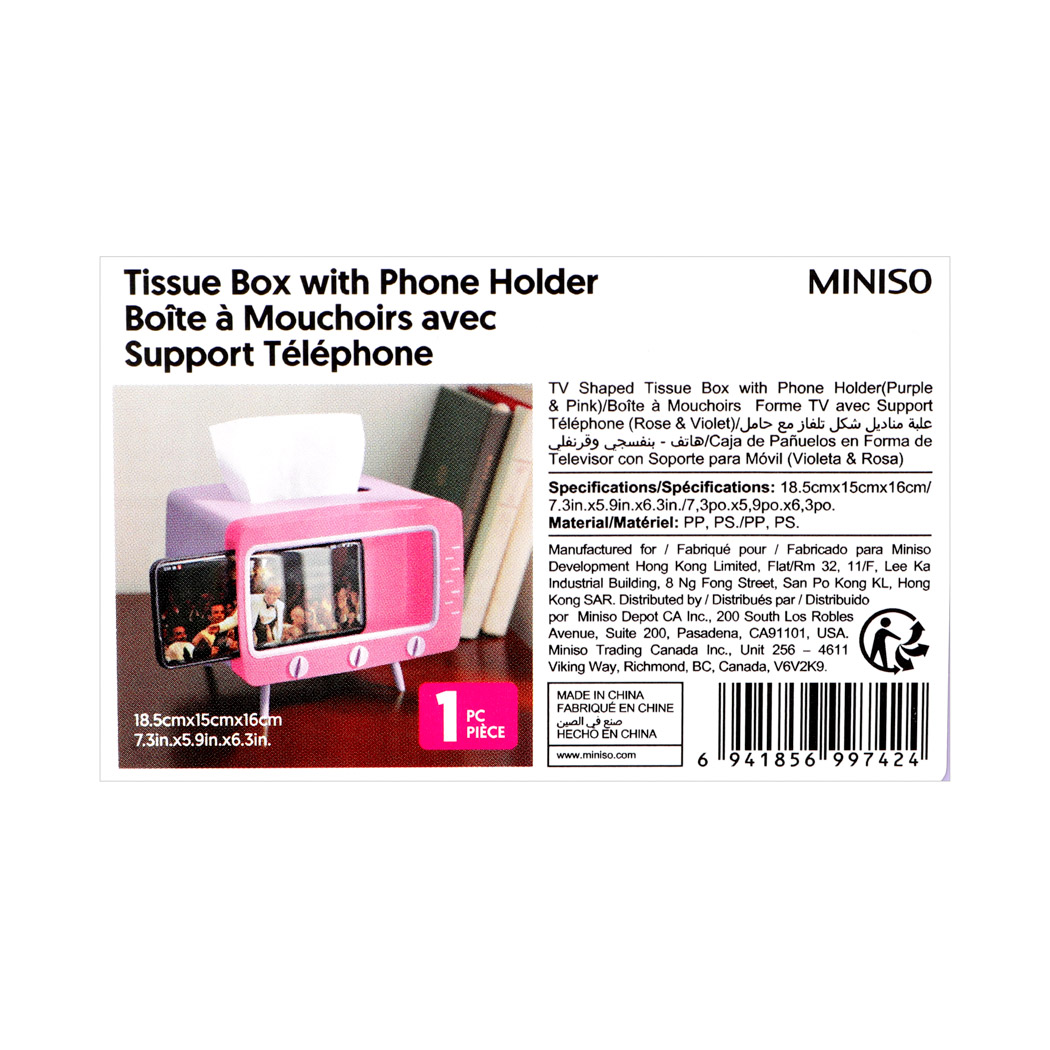 Tissue Box with Phone Holder
Boîte à Mouchoirs avec
Support Téléphone
MINISO
18.5cmx15cmx16cm
7.3in.x5.9in.x6.3in.
1 PC
PIÈCE
TV Shaped Tissue Box with Phone Holder(Purple
& Pink)/Boîte à Mouchoirs Forme TV avec Support
Téléphone (Rose & Violet)/علبة مناديل شكل تلفاز مع حامل
هاتف - بنفسجي وقرنفلي/Caja de Pañuelos en Forma de
Televisor con Soporte para Móvil (Violeta & Rosa)
Specifications/Spécifications: 18.5cmx15cmx16cm/
7.3in.x5.9in.x6.3in./7,3po.x5,9po.x6,3po.
Material/Matériel: PP, PS./PP, PS.
Manufactured for / Fabriqué pour / Fabricado para Miniso
Development Hong Kong Limited, Flat/Rm 32, 11/F, Lee Ka
Industrial Building, 8 Ng Fong Street, San Po Kong KL, Hong
Kong SAR. Distributed by / Distribués par / Distribuido
por Miniso Depot CA Inc., 200 South Los Robles
Avenue, Suite 200, Pasadena, CA91101, USA.
Miniso Trading Canada Inc., Unit 256 – 4611
Viking Way, Richmond, BC, Canada, V6V2K9.
MADE IN CHINA
FABRIQUÉ EN CHINE
صنع في الصين
HECHO EN CHINA
www.miniso.com
6 941856 997424